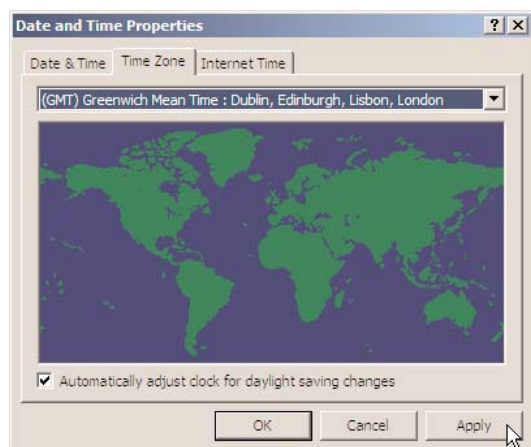 Date and Time Properties
Date & Time Time Zone Internet Time
(GMT) Greenwich Mean Time : Dublin, Edinburgh, Lisbon, London
Automatically adjust clock for daylight saving changes
OK Cancel Apply